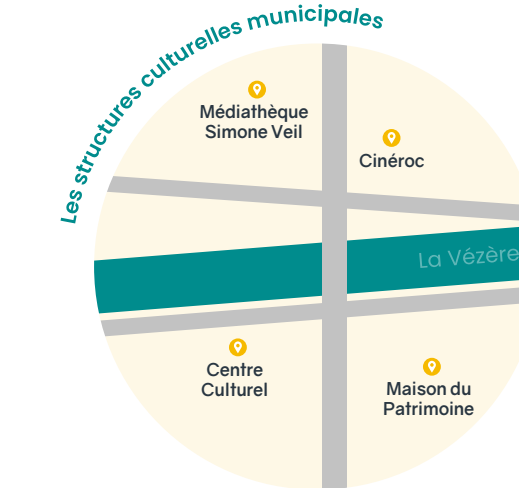 Les structures culturelles municipales
Médiathèque
Simone Veil
Cinéroc
La Vézère
Centre
Culturel
Maison du
Patrimoine